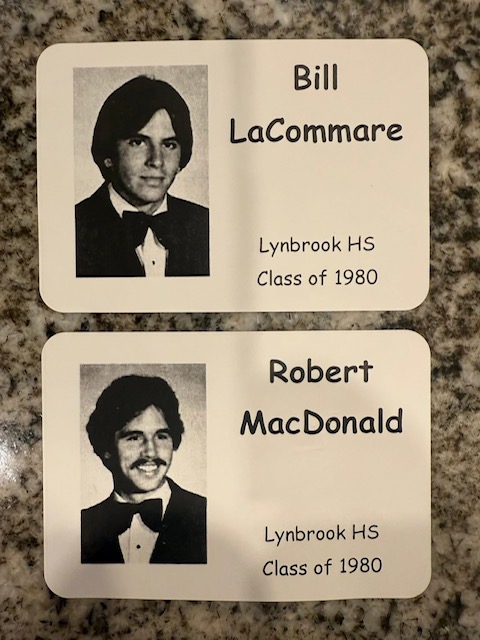 Bill
LaCommare
Lynbrook HS
Class of 1980
Robert
MacDonald
Lynbrook HS
Class of 1980